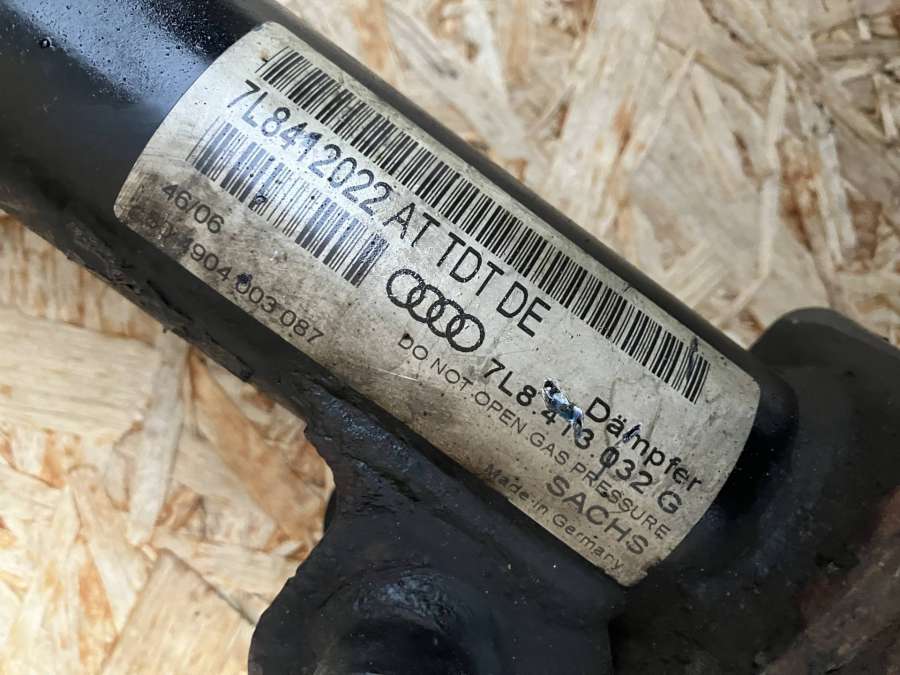 7L8412022 AT TDT DE
46/06
4904 003 087
Dämpfer
7L8 413 032 G
DO NOT OPEN GAS PRESSURE
SACHS
Made in Germany